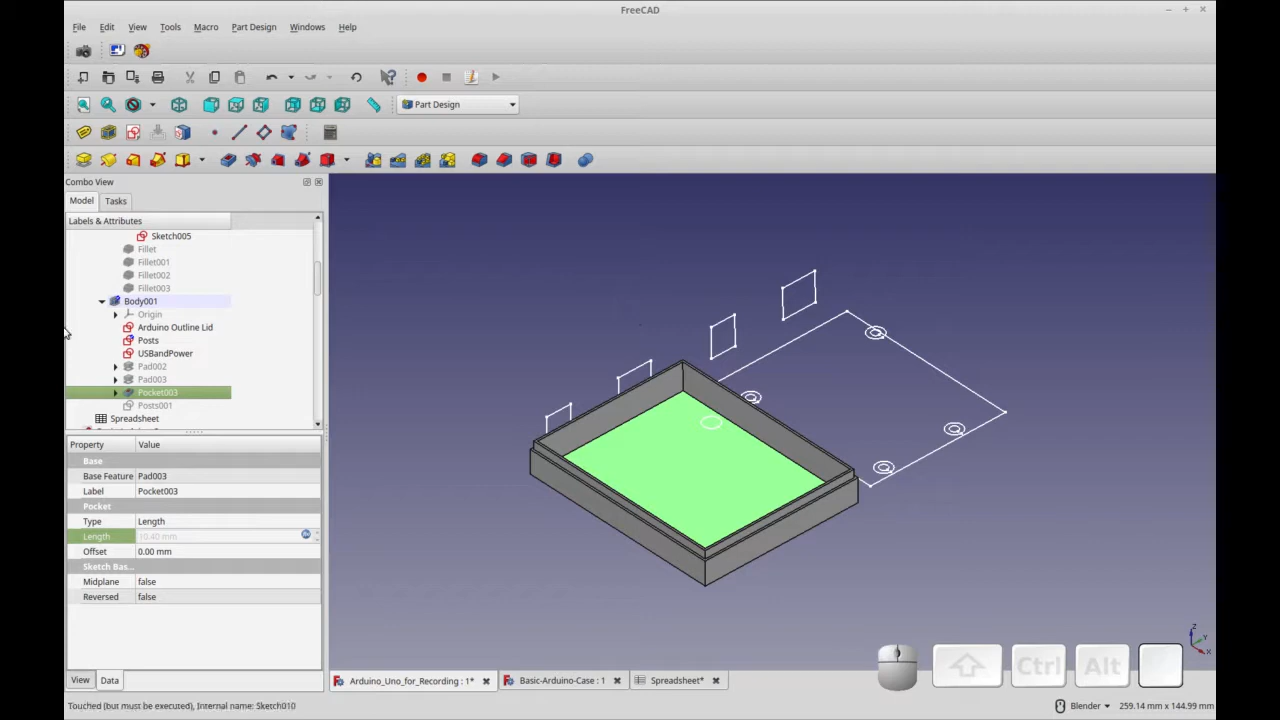 FreeCAD
File Edit View Tools Macro Part Design Windows Help
Part Design
Combo View
Model Tasks
Labels & Attributes
Sketch005
Fillet
Fillet001
Fillet002
Fillet003
Body001
Origin
Arduino Outline Lid
Posts
USBandPower
Pad002
Pad003
Pocket003
Posts001
Spreadsheet
Property Value
Base
Base Feature Pad003
Label Pocket003
Pocket
Type Length
Length 10.40 mm
Offset 0.00 mm
Sketch Bas...
Midplane false
Reversed false
View Data
Arduino_Uno_for_Recording : 1*
Basic-Arduino-Case : 1
Spreadsheet*
Ctrl Alt
Z
Y
X
Touched (but must be executed), Internal name: Sketch010
Blender 259.14 mm x 144.99 mm